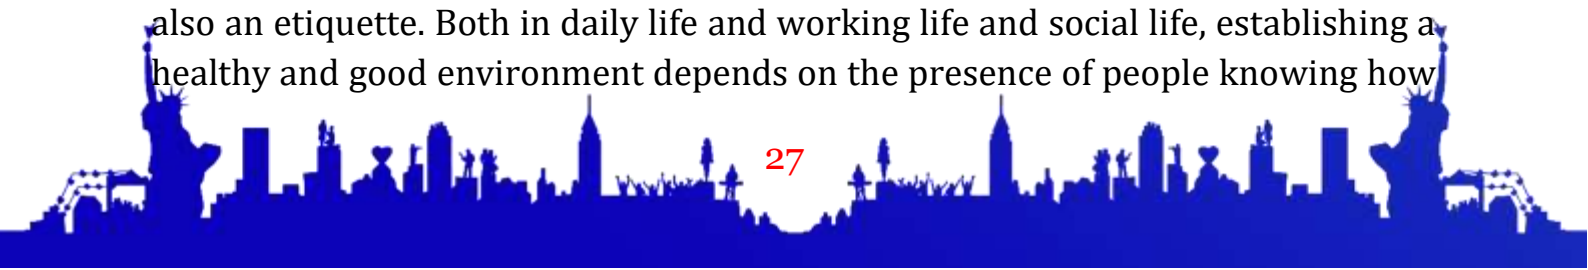 also an etiquette. Both in daily life and working life and social life, establishing a
healthy and good environment depends on the presence of people knowing how
27